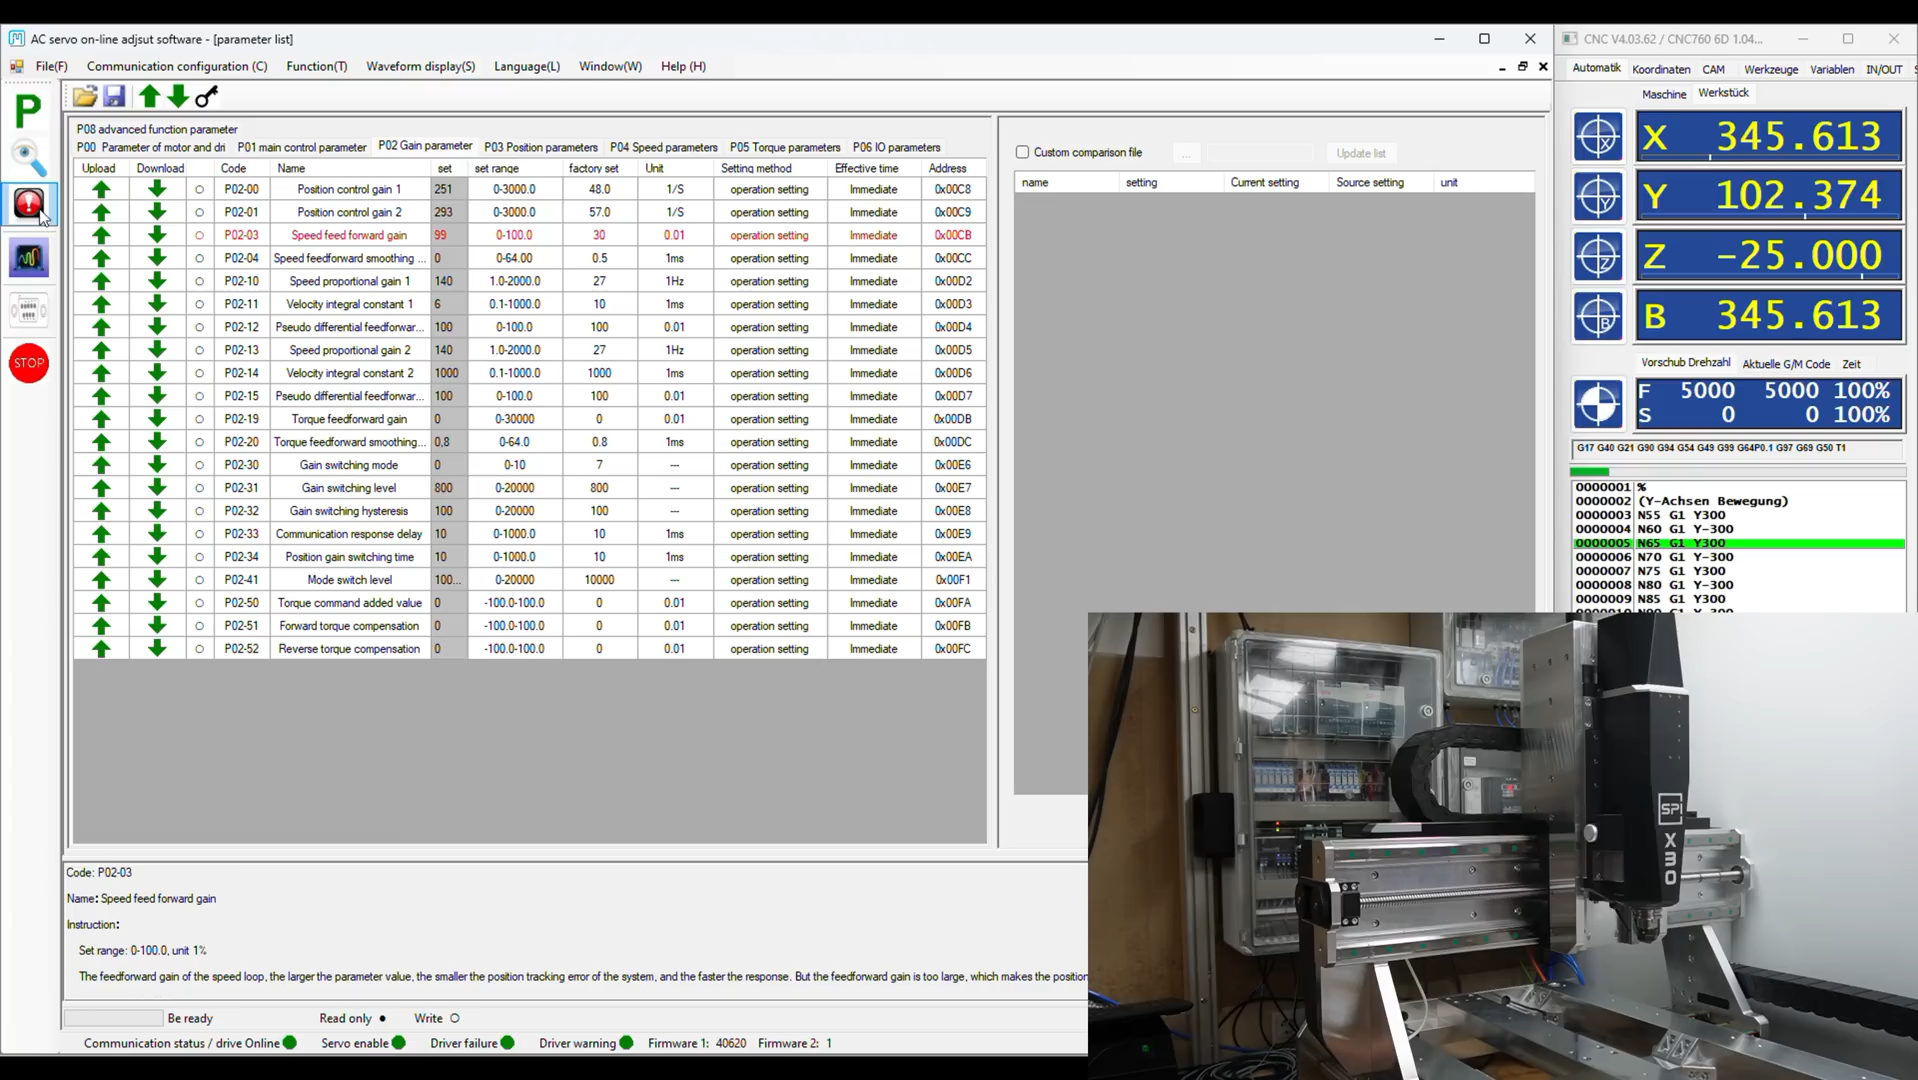 AC servo on-line adjsut software - [parameter list]
File(F) Communication configuration (C) Function(T) Waveform display(S) Language(L) Window(W) Help (H)
P
STOP
P08 advanced function parameter
P00 Parameter of motor and dri P01 main control parameter P02 Gain parameter P03 Position parameters P04 Speed parameters P05 Torque parameters P06 IO parameters
Upload Download Code Name set set range factory set Unit Setting method Effective time Address
P02-00 Position control gain 1 251 0-3000.0 48.0 1/S operation setting Immediate 0x00C8
P02-01 Position control gain 2 293 0-3000.0 57.0 1/S operation setting Immediate 0x00C9
P02-03 Speed feed forward gain 99 0-100.0 30 0.01 operation setting Immediate 0x00CB
P02-04 Speed feedforward smoothing ... 0 0-64.00 0.5 1ms operation setting Immediate 0x00CC
P02-10 Speed proportional gain 1 140 1.0-2000.0 27 1Hz operation setting Immediate 0x00D2
P02-11 Velocity integral constant 1 6 0.1-1000.0 10 1ms operation setting Immediate 0x00D3
P02-12 Pseudo differential feedforwar... 100 0-100.0 100 0.01 operation setting Immediate 0x00D4
P02-13 Speed proportional gain 2 140 1.0-2000.0 27 1Hz operation setting Immediate 0x00D5
P02-14 Velocity integral constant 2 1000 0.1-1000.0 1000 1ms operation setting Immediate 0x00D6
P02-15 Pseudo differential feedforwar... 100 0-100.0 100 0.01 operation setting Immediate 0x00D7
P02-19 Torque feedforward gain 0 0-30000 0 0.01 operation setting Immediate 0x00DB
P02-20 Torque feedforward smoothing... 0,8 0-64.0 0.8 1ms operation setting Immediate 0x00DC
P02-30 Gain switching mode 0 0-10 7 --- operation setting Immediate 0x00E6
P02-31 Gain switching level 800 0-20000 800 --- operation setting Immediate 0x00E7
P02-32 Gain switching hysteresis 100 0-20000 100 --- operation setting Immediate 0x00E8
P02-33 Communication response delay 10 0-1000.0 10 1ms operation setting Immediate 0x00E9
P02-34 Position gain switching time 10 0-1000.0 10 1ms operation setting Immediate 0x00EA
P02-41 Mode switch level 100... 0-20000 10000 --- operation setting Immediate 0x00F1
P02-50 Torque command added value 0 -100.0-100.0 0 0.01 operation setting Immediate 0x00FA
P02-51 Forward torque compensation 0 -100.0-100.0 0 0.01 operation setting Immediate 0x00FB
P02-52 Reverse torque compensation 0 -100.0-100.0 0 0.01 operation setting Immediate 0x00FC
Custom comparison file ... Update list
name setting Current setting Source setting unit
Code: P02-03
Name: Speed feed forward gain
Instruction:
Set range: 0-100.0, unit 1%
The feedforward gain of the speed loop, the larger the parameter value, the smaller the position tracking error of the system, and the faster the response. But the feedforward gain is too large, which makes the position
Be ready Read only Write
Communication status / drive Online Servo enable Driver failure Driver warning Firmware 1: 40620 Firmware 2: 1
CNC V4.03.62 / CNC760 6D 1.04...
Automatik Koordinaten CAM Werkzeuge Variablen IN/OUT
Maschine Werkstück
X 345.613
Y 102.374
Z -25.000
B 345.613
Vorschub Drehzahl Aktuelle G/M Code Zeit
F 5000 5000 100%
S 0 0 100%
G17 G40 G21 G90 G94 G54 G49 G99 G64P0.1 G97 G69 G50 T1
0000001 %
0000002 (Y-Achsen Bewegung)
0000003 N55 G1 Y300
0000004 N60 G1 Y-300
0000005 N65 G1 Y300
0000006 N70 G1 Y-300
0000007 N75 G1 Y300
0000008 N80 G1 Y-300
0000009 N85 G1 Y300
SP
X30